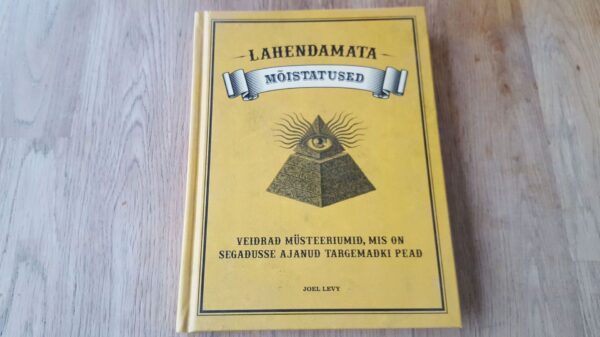 LAHENDAMATA
MÕISTATUSED
VEIDRAD MÜSTEERIUMID, MIS ON
SEGADUSSE AJANUD TARGEMADKI PEAD
JOEL LEVY